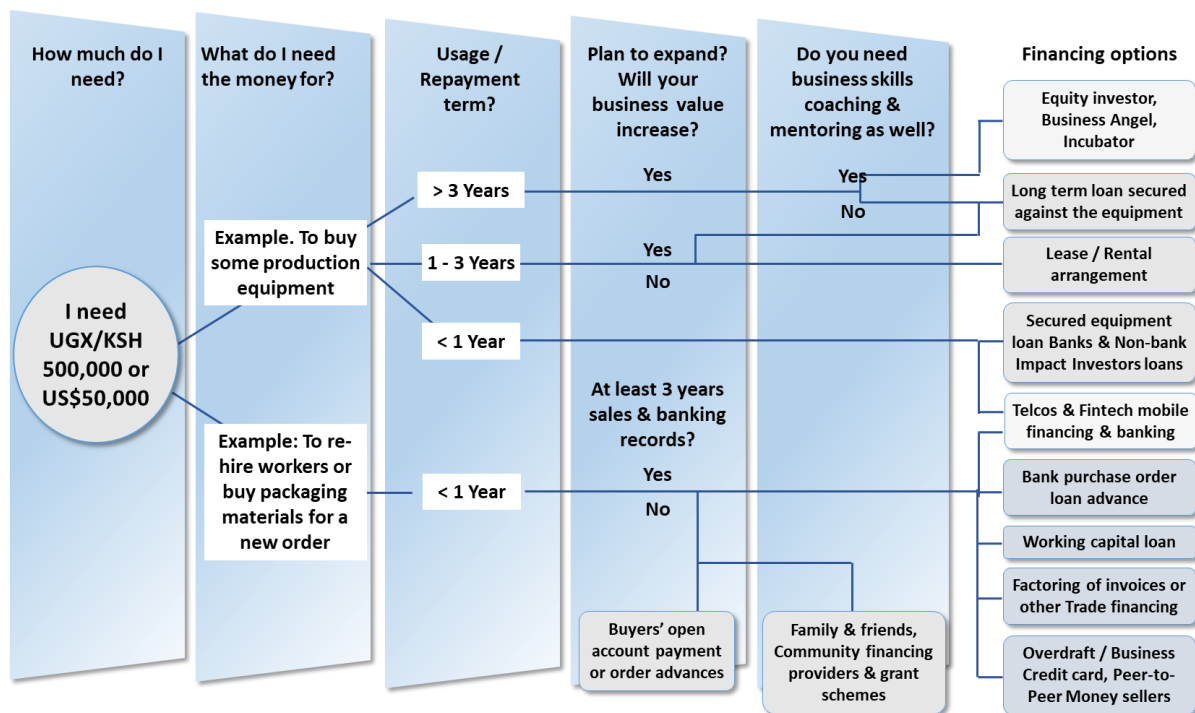 How much do I
need?
What do I need
the money for?
Usage /
Repayment
term?
Plan to expand?
Will your
business value
increase?
Do you need
business skills
coaching &
mentoring as well?
Financing options
Equity investor,
Business Angel,
Incubator
> 3 Years
Yes
Yes
No
Long term loan secured
against the equipment
Example. To buy
some production
equipment
1 - 3 Years
Yes
No
Lease / Rental
arrangement
I need
UGX/KSH
500,000 or
US$50,000
< 1 Year
Secured equipment
loan Banks & Non-bank
Impact Investors loans
At least 3 years
sales & banking
records?
Telcos & Fintech mobile
financing & banking
Example: To re-
hire workers or
buy packaging
materials for a
new order
< 1 Year
Yes
No
Bank purchase order
loan advance
Working capital loan
Factoring of invoices or
other Trade financing
Buyers’ open
account payment
or order advances
Family & friends,
Community financing
providers & grant
schemes
Overdraft / Business
Credit card, Peer-to-
Peer Money sellers